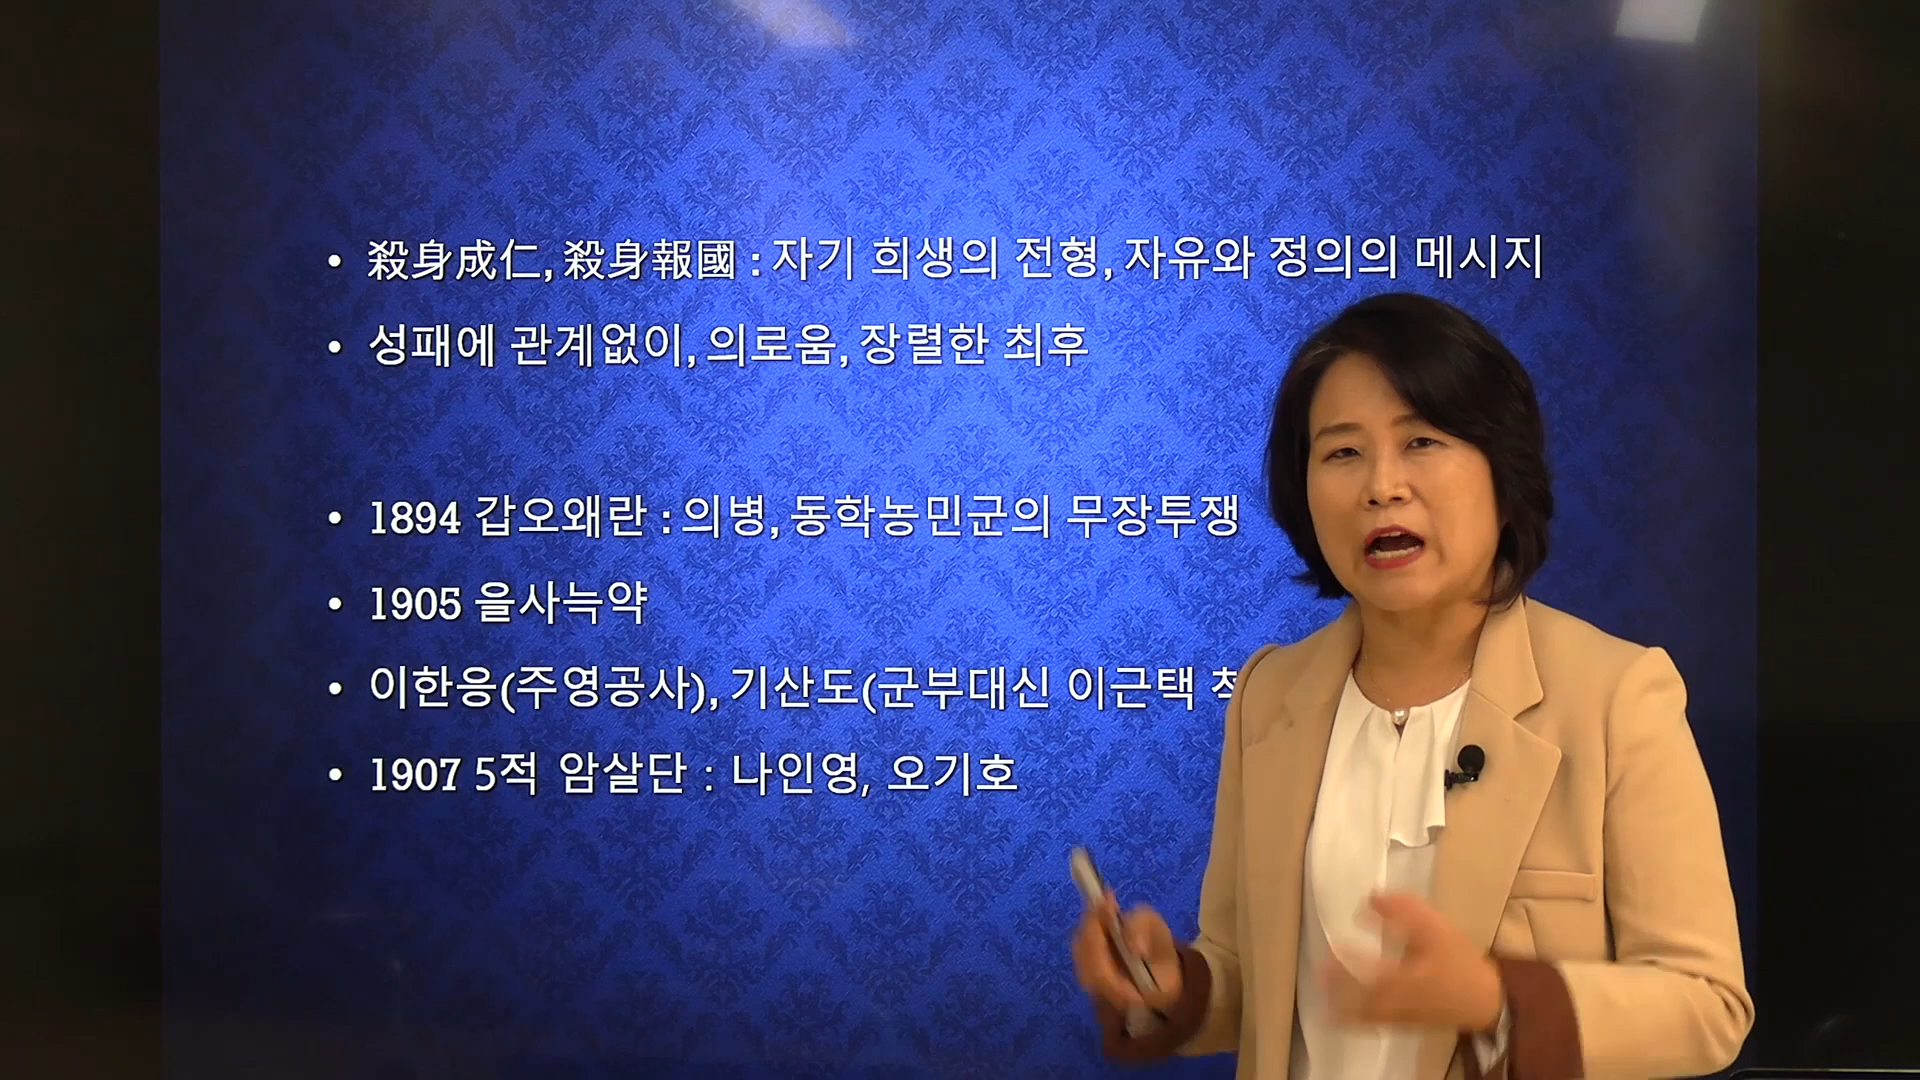 • 殺身成仁, 殺身報國 : 자기 희생의 전형, 자유와 정의의 메시지
• 성패에 관계없이, 의로움, 장렬한 최후
• 1894 갑오왜란 : 의병, 동학농민군의 무장투쟁
• 1905 을사늑약
• 이한응(주영공사), 기산도(군부대신 이근택
• 1907 5적 암살단 : 나인영, 오기호